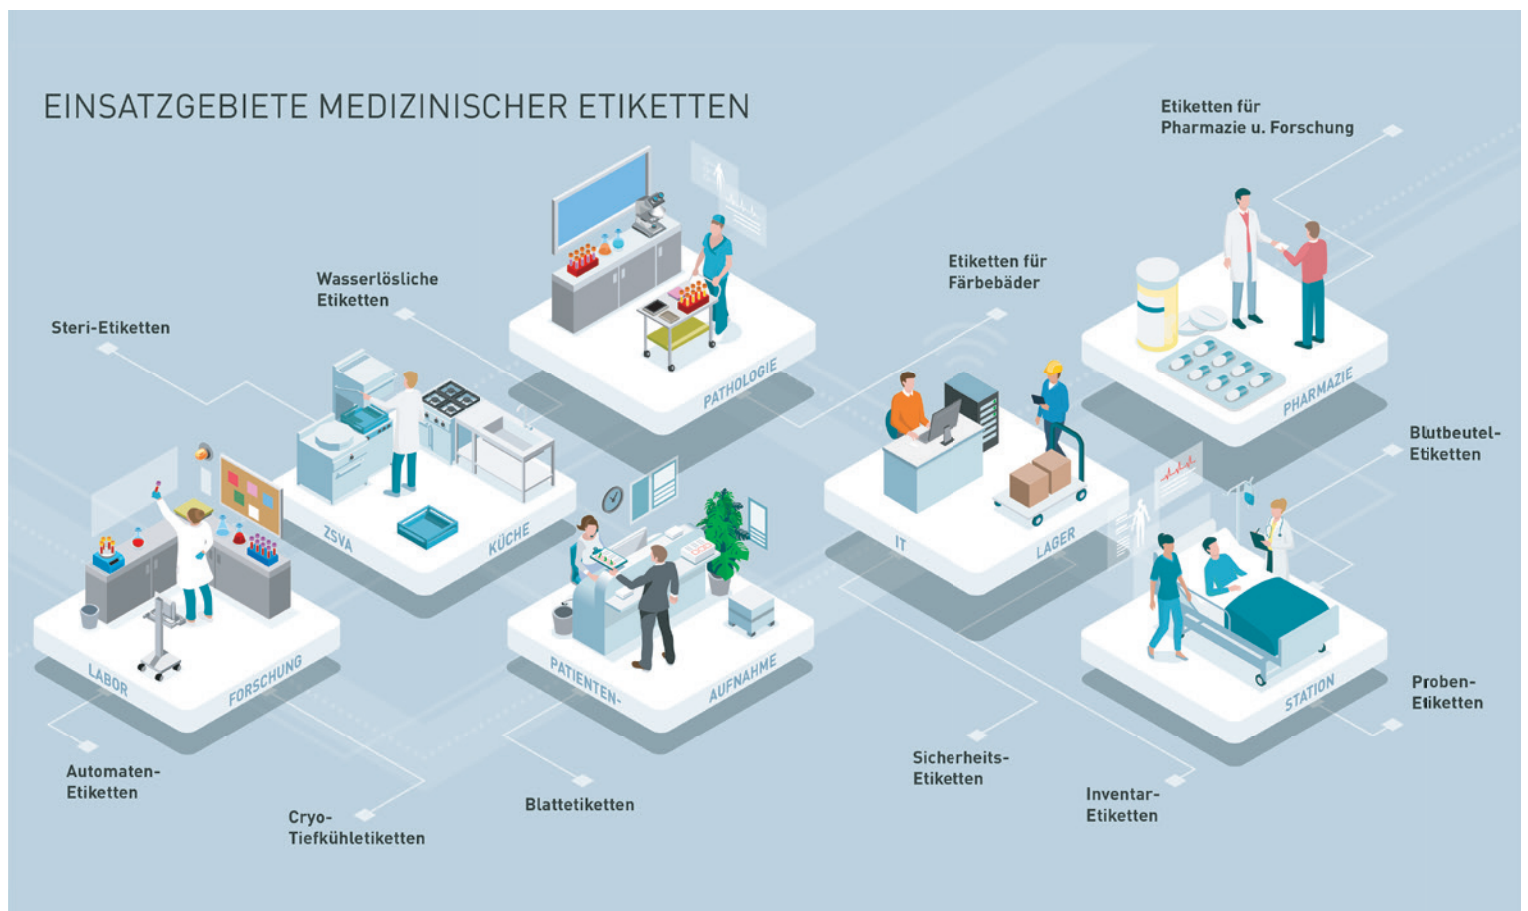 EINSATZGEBIETE MEDIZINISCHER ETIKETTEN
Etiketten für
Pharmazie u. Forschung
Wasserlösliche
Etiketten
Etiketten für
Färbebäder
Steri-Etiketten
PATHOLOGIE
PHARMAZIE
Blutbeutel-
Etiketten
ZSVA
KÜCHE
IT
LAGER
LABOR
FORSCHUNG
PATIENTEN-
AUFNAHME
STATION
Proben-
Etiketten
Automaten-
Etiketten
Cryo-
Tiefkühletiketten
Blattetiketten
Sicherheits-
Etiketten
Inventar-
Etiketten